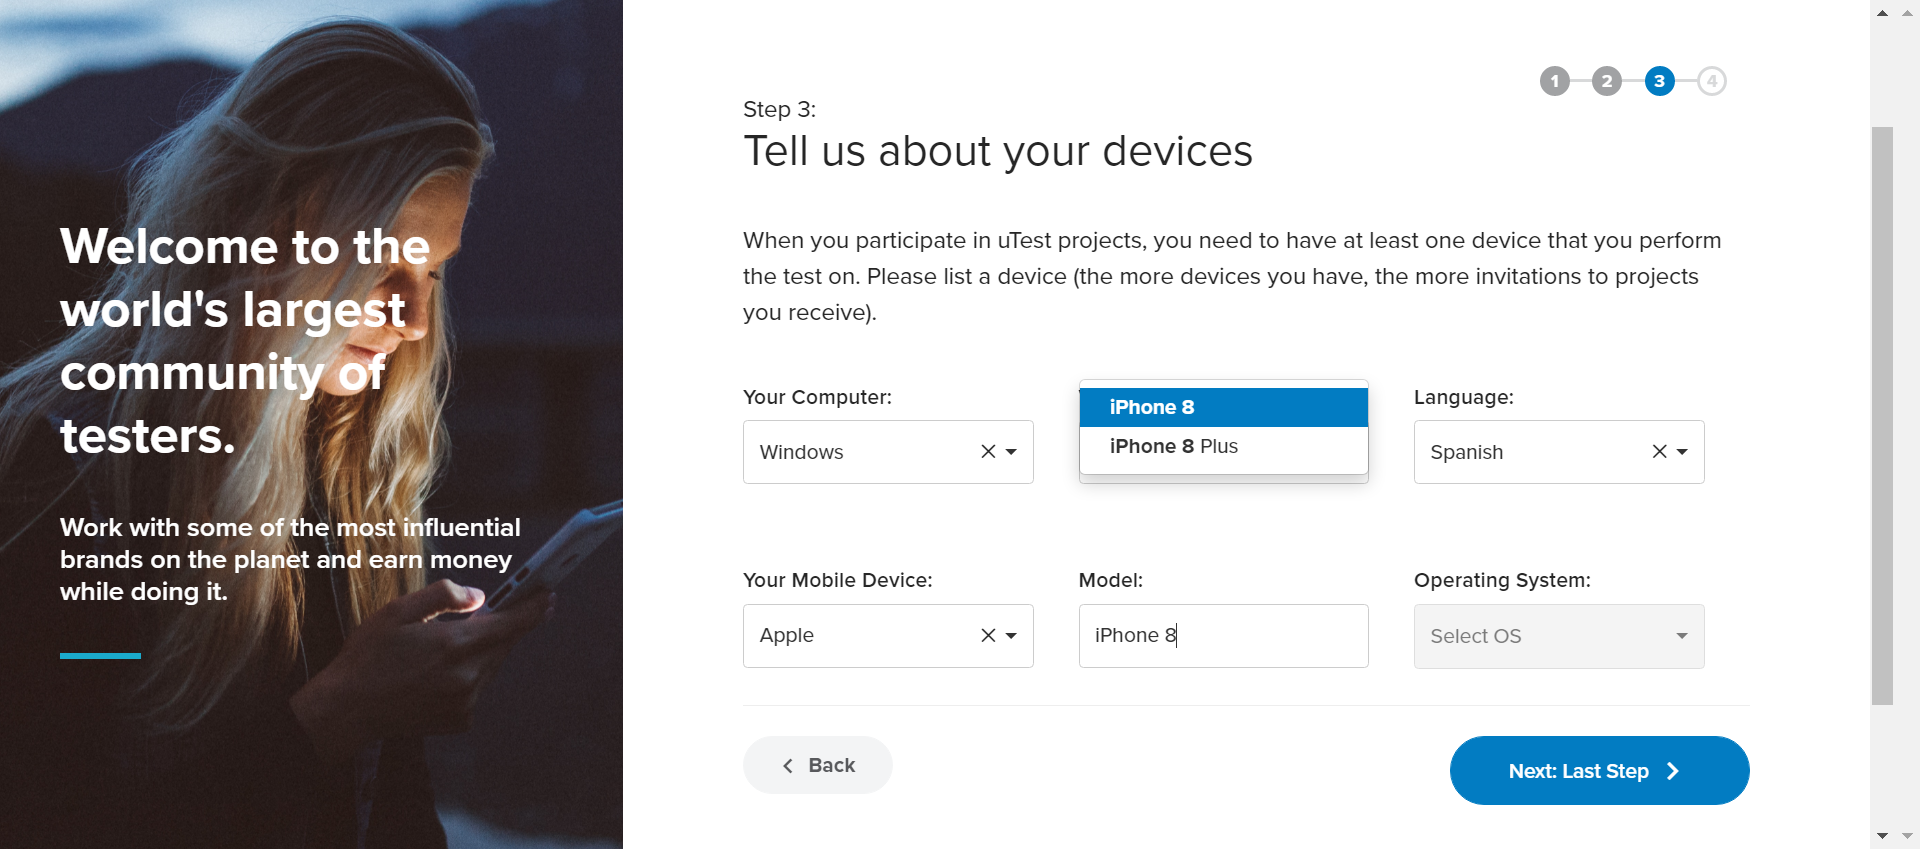 Welcome to the
world's largest
community of
testers.
Work with some of the most influential
brands on the planet and earn money
while doing it.
1 2 3 4
Step 3:
Tell us about your devices
When you participate in uTest projects, you need to have at least one device that you perform
the test on. Please list a device (the more devices you have, the more invitations to projects
you receive).
Your Computer:
Windows
iPhone 8
iPhone 8 Plus
Language:
Spanish
Your Mobile Device:
Apple
Model:
iPhone 8
Operating System:
Select OS
Back
Next: Last Step